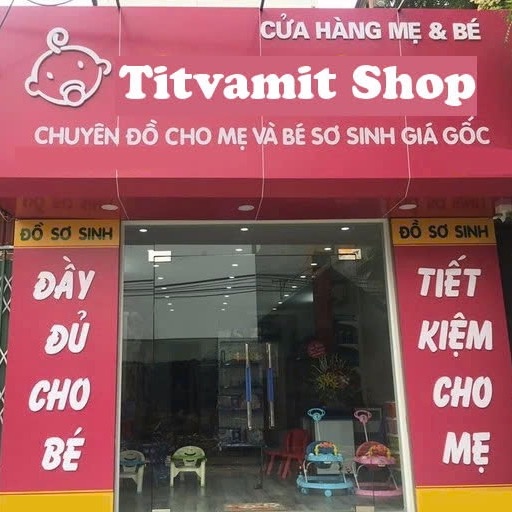 CỬA HÀNG MẸ & BÉ
Titvamit Shop
CHUYÊN ĐỒ CHO MẸ VÀ BÉ SƠ SINH GIÁ GỐC
ĐỒ SƠ SINH
ĐẦY
ĐỦ
CHO
BÉ
ĐỒ SƠ SINH
TIẾT
KIỆM
CHO
MẸ